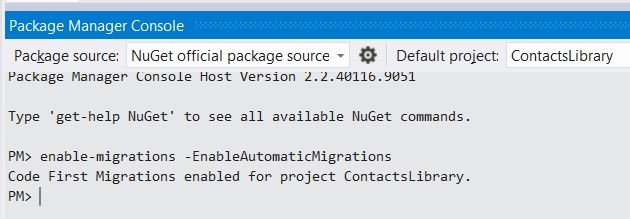 Package Manager Console
Package source: NuGet official package source Default project: ContactsLibrary
Package Manager Console Host Version 2.2.40116.9051
Type 'get-help NuGet' to see all available NuGet commands.
PM> enable-migrations -EnableAutomaticMigrations
Code First Migrations enabled for project ContactsLibrary.
PM>